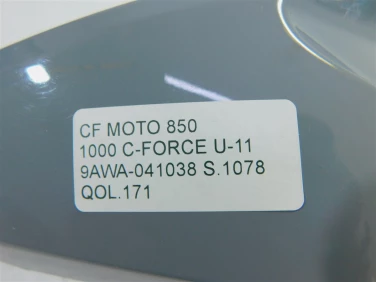 CF MOTO 850
1000 C-FORCE U-11
9AWA-041038 S.1078
QOL.171